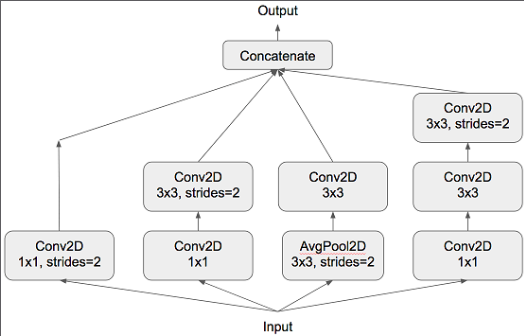 Output
Concatenate
Conv2D
3x3, strides=2
Conv2D
3x3, strides=2
Conv2D
3x3
Conv2D
3x3
Conv2D
1x1, strides=2
Conv2D
1x1
AvgPool2D
3x3, strides=2
Conv2D
1x1
Input